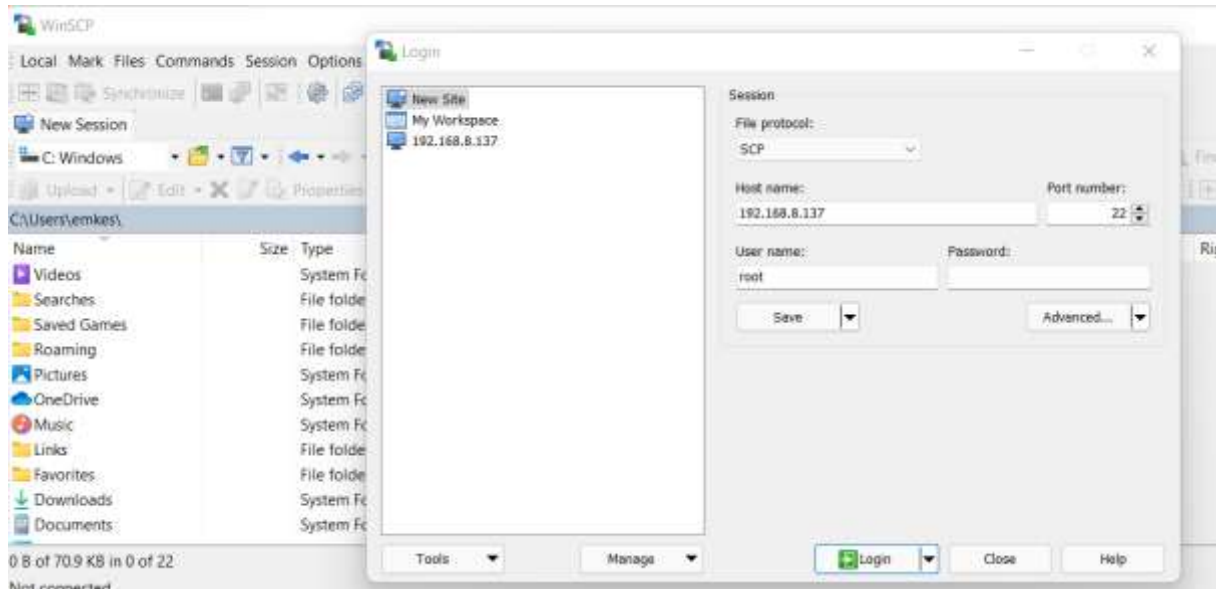 WinSCP
Local Mark Files Commands Session Options
Synchronize
New Session
C: Windows
Upload Edit Properties
C:\Users\emkes\
Name Size Type
Videos System Fo
Searches File folde
Saved Games File folde
Roaming File folde
Pictures System Fo
OneDrive System Fo
Music System Fo
Links File folde
Favorites File folde
Downloads System Fo
Documents System Fo
0 B of 70.9 KB in 0 of 22
Not connected
Login
New Site
My Workspace
192.168.8.137
Session
File protocol:
SCP
Host name: Port number:
192.168.8.137 22
User name: Password:
root
Save Advanced...
Tools Manage Login Close Help